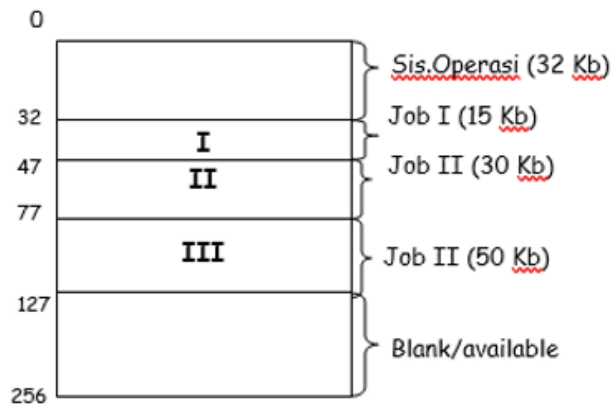 0
Sis.Operasi (32 Kb)
32
Job I (15 Kb)
I
47
Job II (30 Kb)
II
77
III
Job II (50 Kb)
127
Blank/available
256